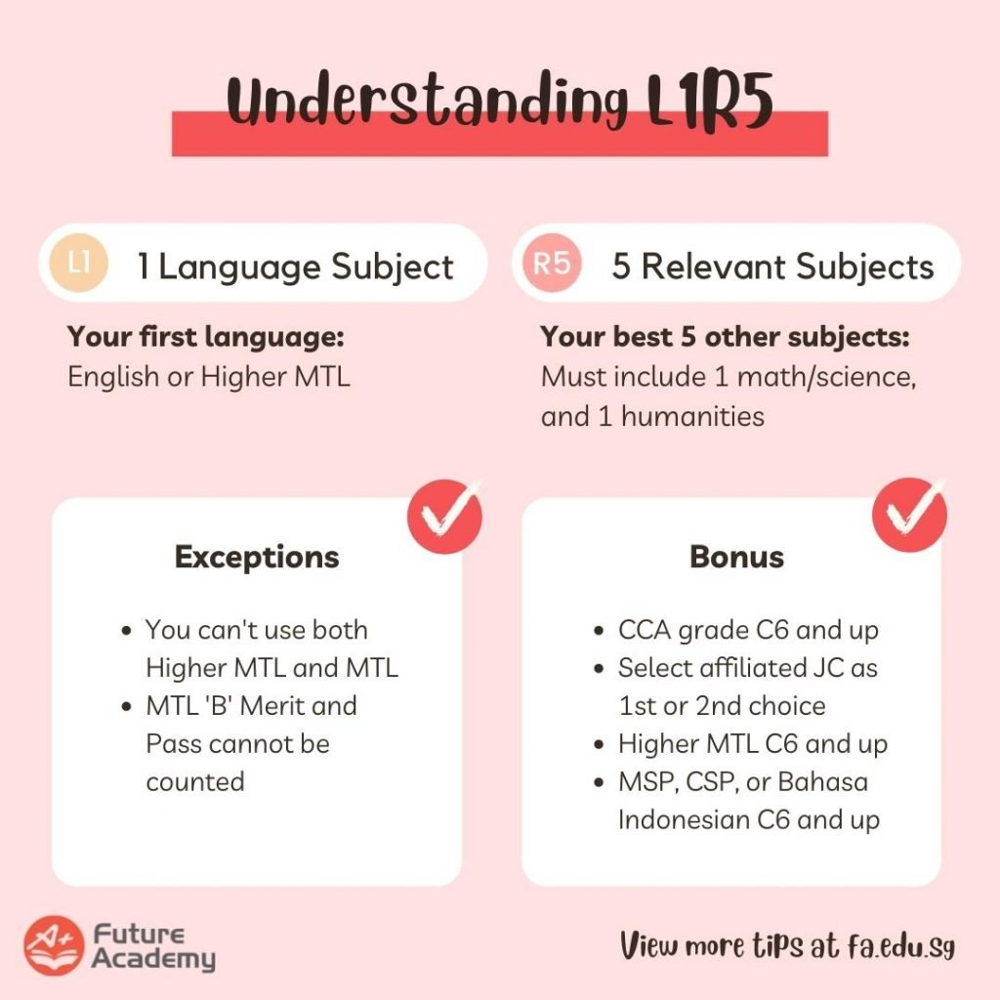 Understanding L1R5
L1
1 Language Subject
Your first language:
English or Higher MTL
R5
5 Relevant Subjects
Your best 5 other subjects:
Must include 1 math/science,
and 1 humanities
Exceptions
• You can't use both
Higher MTL and MTL
• MTL 'B' Merit and
Pass cannot be
counted
Bonus
• CCA grade C6 and up
• Select affiliated JC as
1st or 2nd choice
• Higher MTL C6 and up
• MSP, CSP, or Bahasa
Indonesian C6 and up
A+
Future
Academy
View more tips at fa.edu.sg